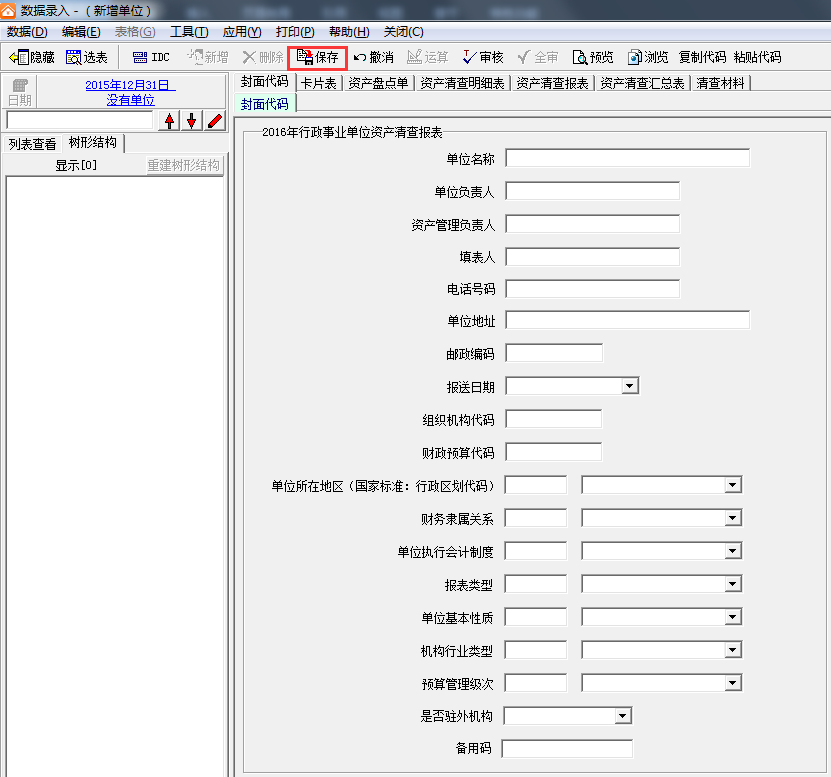 数据录入 - （新增单位）
数据(D) 编辑(E) 表格(G) 工具(T) 应用(Y) 打印(P) 帮助(H) 关闭(C)
隐藏 选表 IDC 新增 删除 保存 撤消 运算 审核 全审 预览 浏览 复制代码 粘贴代码
日期
2015年12月31日
没有单位
列表查看 树形结构
显示[0] 重建树形结构
封面代码 卡片表 资产盘点单 资产清查明细表 资产清查报表 资产清查汇总表 清查材料
封面代码
2016年行政事业单位资产清查报表
单位名称
单位负责人
资产管理负责人
填表人
电话号码
单位地址
邮政编码
报送日期
组织机构代码
财政预算代码
单位所在地区（国家标准：行政区划代码）
财务隶属关系
单位执行会计制度
报表类型
单位基本性质
机构行业类型
预算管理级次
是否驻外机构
备用码